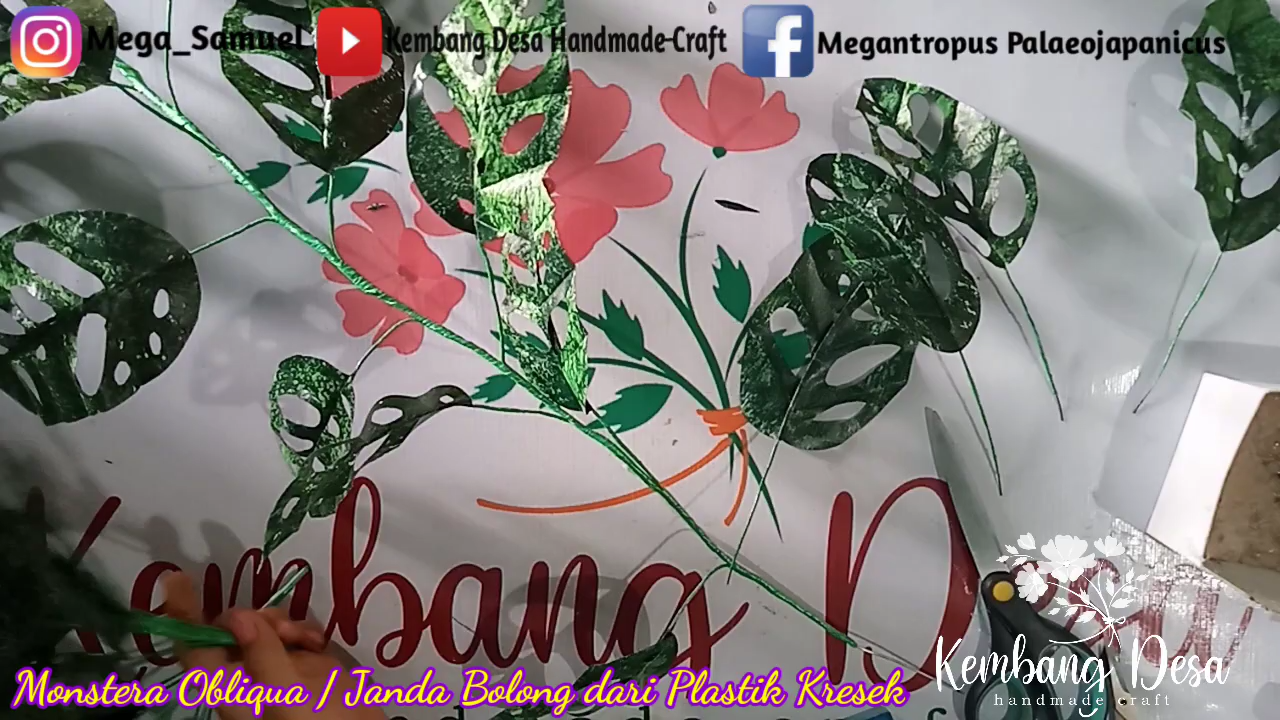 Mega_Samuel
Kembang Desa Handmade-Craft
Megantropus Palaeojapanicus
Kembang Desa
Kembang Desa
handmade craft
Monstera Obliqua / Janda Bolong dari Plastik Kresek